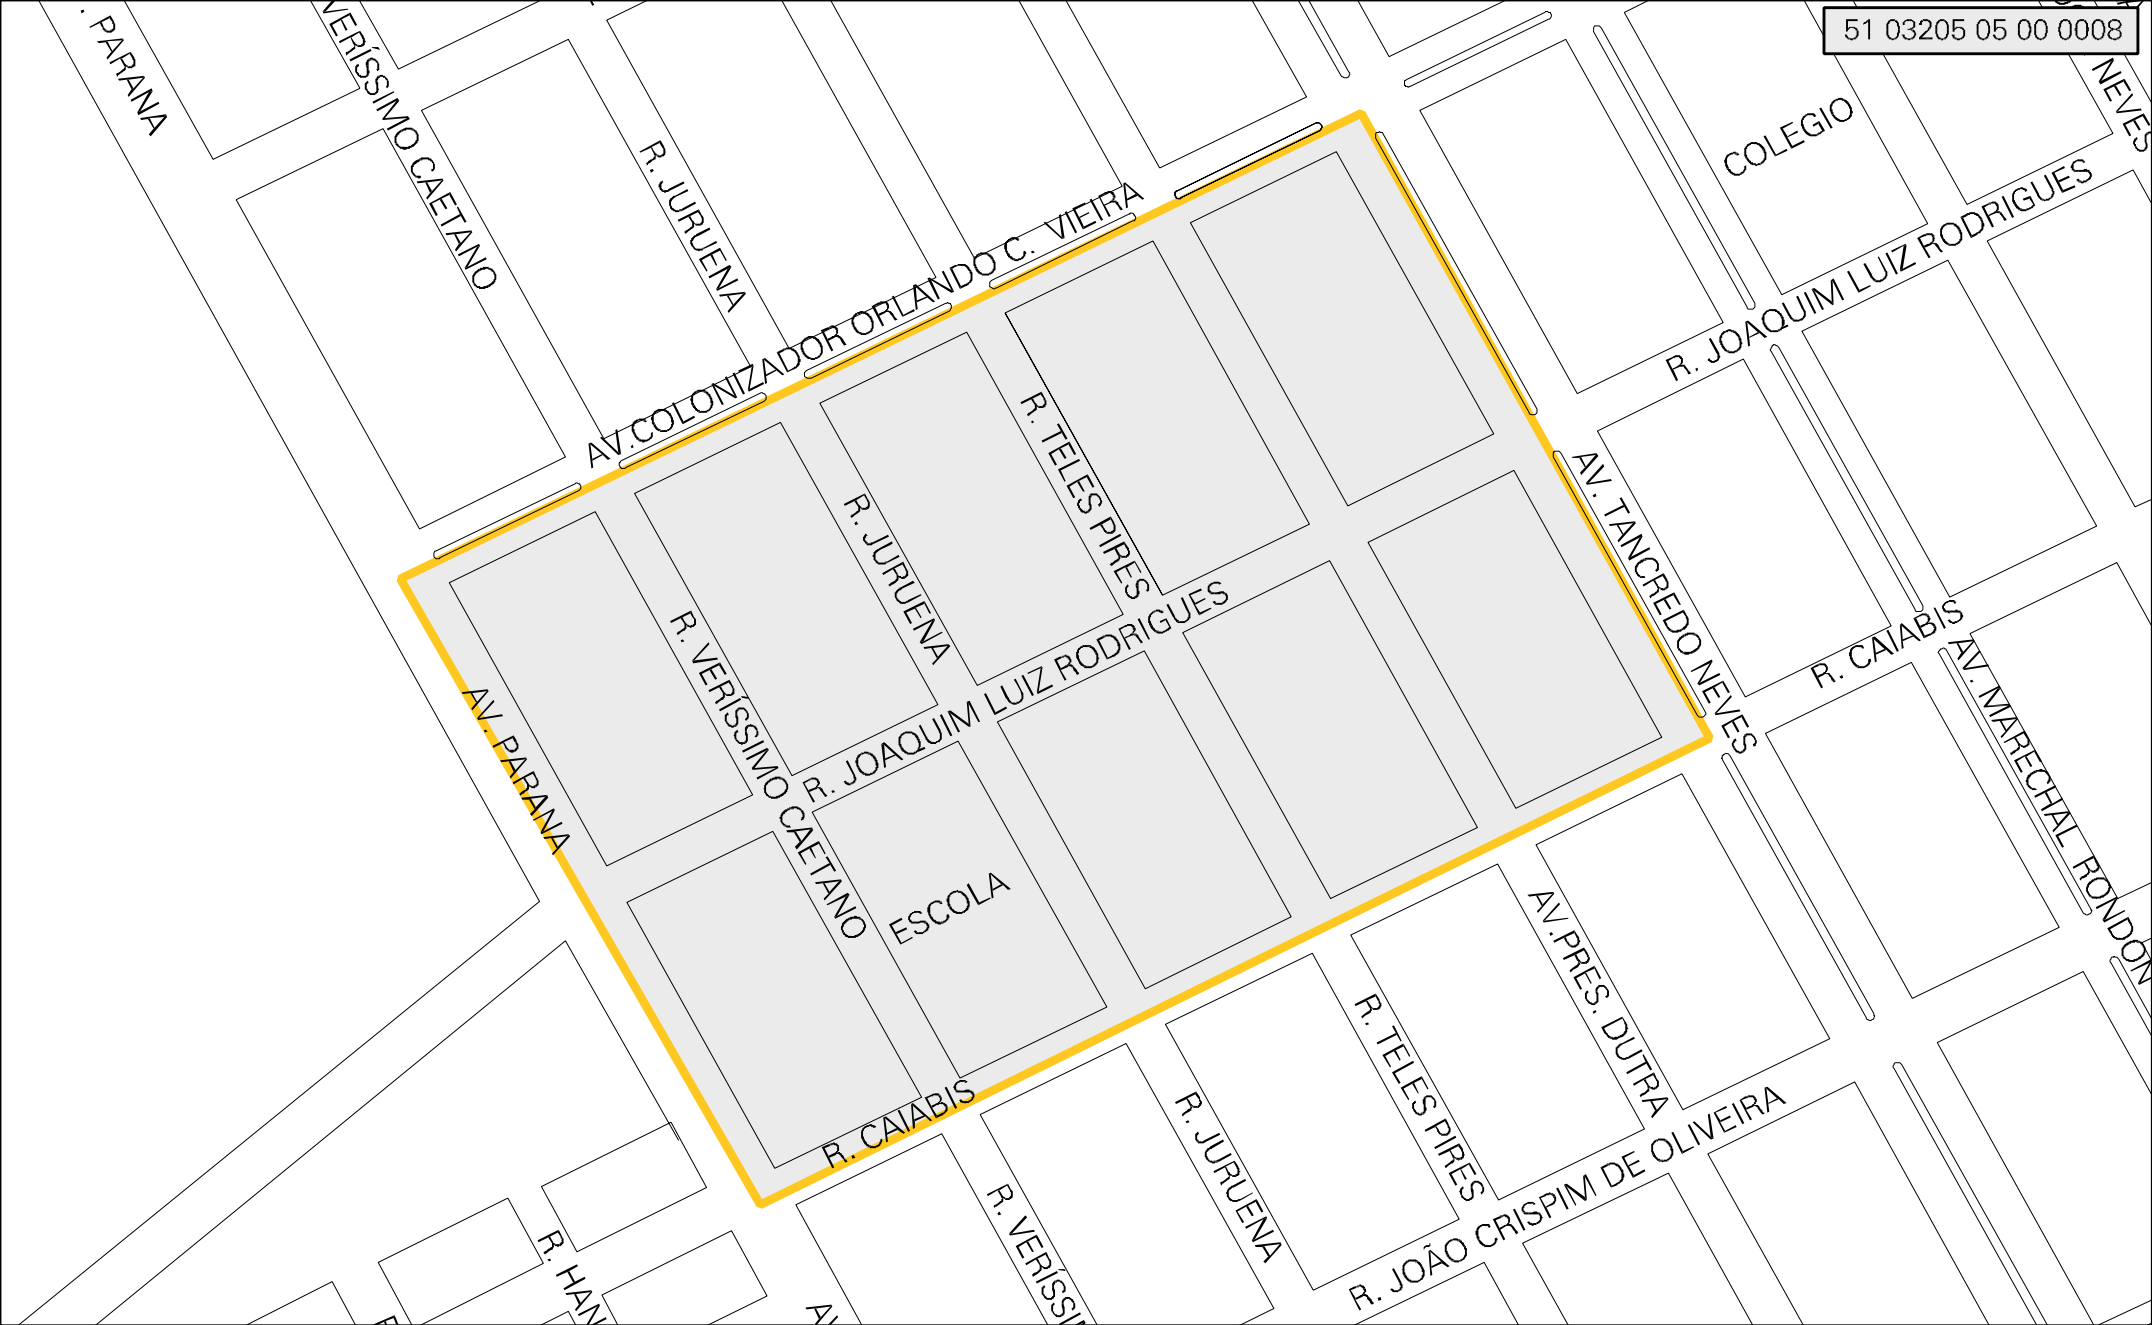 51 03205 05 00 0008
. PARANA
VERÍSSIMO CAETANO
R. JURUENA
COLEGIO
NEVES
AV.COLONIZADOR ORLANDO C. VIEIRA
R. JOAQUIM LUIZ RODRIGUES
R. TELES PIRES
R. JURUENA
AV. TANCREDO NEVES
R. VERÍSSIMO CAETANO
R. JOAQUIM LUIZ RODRIGUES
R. CAIABIS
AV. PARANA
AV. MARECHAL RONDON
ESCOLA
AV.PRES. DUTRA
R. TELES PIRES
R. CAIABIS
R. JURUENA
R. JOÃO CRISPIM DE OLIVEIRA
R. VERÍSSI
R. HAN